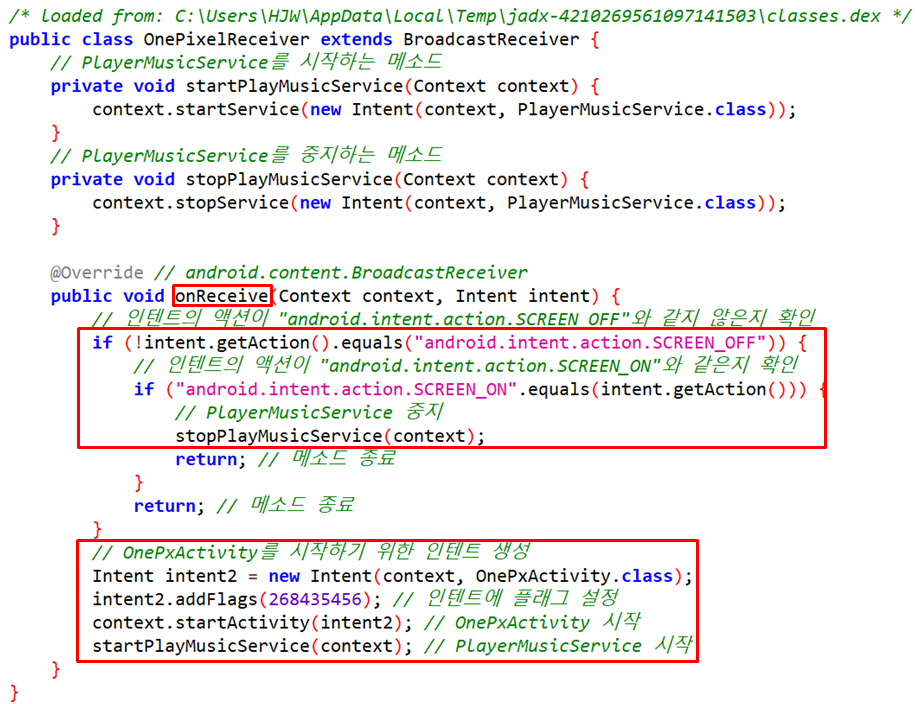 /* loaded from: C:\Users\HJW\AppData\Local\Temp\jadx-4210269561097141503\classes.dex */
public class OnePixelReceiver extends BroadcastReceiver {
    // PlayerMusicService를 시작하는 메소드
    private void startPlayMusicService(Context context) {
        context.startService(new Intent(context, PlayerMusicService.class));
    }
    // PlayerMusicService를 중지하는 메소드
    private void stopPlayMusicService(Context context) {
        context.stopService(new Intent(context, PlayerMusicService.class));
    }

    @Override // android.content.BroadcastReceiver
    public void onReceive(Context context, Intent intent) {
        // 인텐트의 액션이 "android.intent.action.SCREEN_OFF"와 같지 않은지 확인
        if (!intent.getAction().equals("android.intent.action.SCREEN_OFF")) {
            // 인텐트의 액션이 "android.intent.action.SCREEN_ON"와 같은지 확인
            if ("android.intent.action.SCREEN_ON".equals(intent.getAction())) {
                // PlayerMusicService 중지
                stopPlayMusicService(context);
                return; // 메소드 종료
            }
            return; // 메소드 종료
        }
        // OnePxActivity를 시작하기 위한 인텐트 생성
        Intent intent2 = new Intent(context, OnePxActivity.class);
        intent2.addFlags(268435456); // 인텐트에 플래그 설정
        context.startActivity(intent2); // OnePxActivity 시작
        startPlayMusicService(context); // PlayerMusicService 시작
    }
}